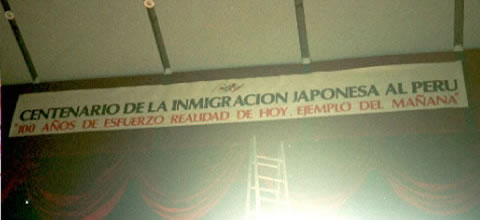 CENTENARIO DE LA INMIGRACION JAPONESA AL PERU
"100 AÑOS DE ESFUERZO REALIDAD DE HOY, EJEMPLO DEL MAÑANA"